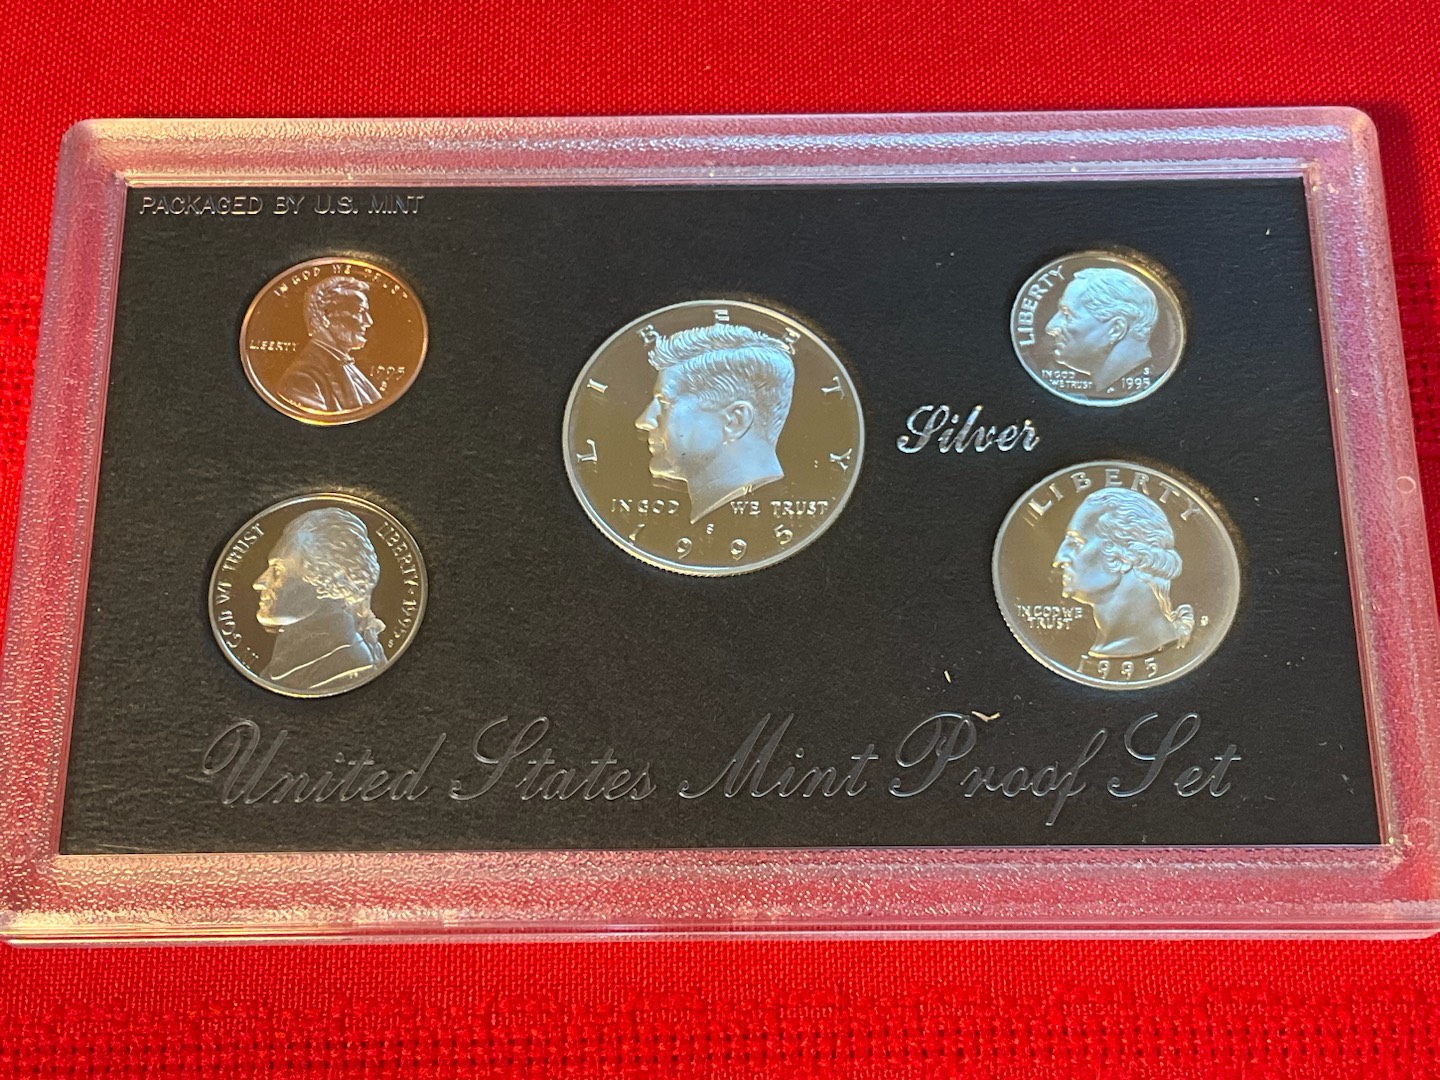 PACKAGED BY U.S. MINT
IN GOD WE TRUST
LIBERTY
1995
S
LIBERTY
IN GOD WE TRUST
S
1995
LIBERTY
IN GOD
WE TRUST
S
1995
Silver
IN GOD WE TRUST
LIBERTY · 1995
S
LIBERTY
IN GOD WE
TRUST
S
1995
United States Mint Proof Set